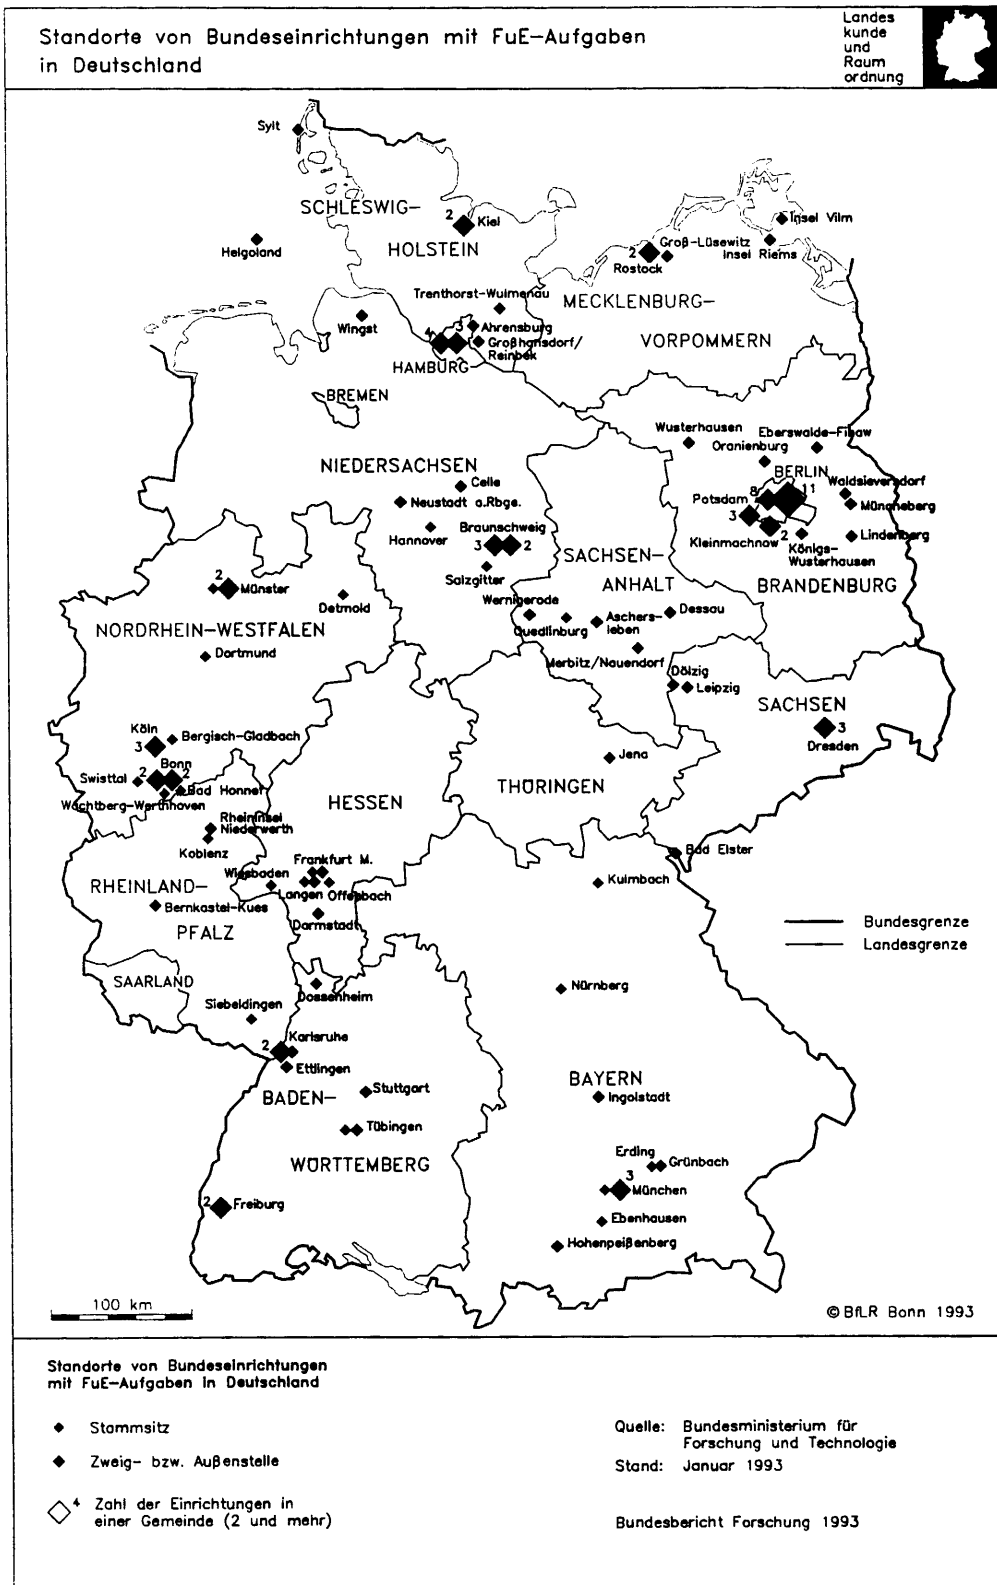 Standorte von Bundeseinrichtungen mit FuE-Aufgaben
in Deutschland
Landes
kunde
und
Raum
ordnung
Sylt
SCHLESWIG-
2
Kiel
HOLSTEIN
Helgoland
Insel Vilm
Groß-Lüsewitz
2
Rostock
Insel Riems
Trenthorst-Wulmenau
MECKLENBURG-
Wingst
4
3
Ahrensburg
Großhansdorf/
Reinbek
VORPOMMERN
HAMBURG
BREMEN
Wusterhausen
Eberswalde-Finow
Oranienburg
NIEDERSACHSEN
BERLIN
Celle
Waldsieversdorf
Neustadt a.Rbge.
Potsdam
8
11
Müncheberg
Hannover
Braunschweig
3
2
3
Kleinmachnow
2
Königs-
Wusterhausen
Lindenberg
SACHSEN-
Salzgitter
ANHALT
BRANDENBURG
2
Münster
Detmold
Wernigerode
Quedlinburg
Aschers-
leben
Dessau
NORDRHEIN-WESTFALEN
Dortmund
Merbitz/Nauendorf
Dölzig
Leipzig
SACHSEN
3
Dresden
Köln
3
Bergisch-Gladbach
Bonn
Swisttal
2
2
Bad Honnef
Wachtberg-Werthhoven
Jena
THÜRINGEN
HESSEN
Rheininsel
Niederwerth
Koblenz
Bad Elster
Frankfurt M.
Wiesbaden
Langen
Offenbach
Kulmbach
RHEINLAND-
Bernkastel-Kues
Darmstadt
PFALZ
Bundesgrenze
Landesgrenze
SAARLAND
Dossenheim
Nürnberg
Siebeldingen
Karlsruhe
2
Ettlingen
BADEN-
Stuttgart
BAYERN
Ingolstadt
Tübingen
WÜRTTEMBERG
Erding
Grünbach
3
München
2
Freiburg
Ebenhausen
Hohenpeißenberg
100 km
© BfLR Bonn 1993
Standorte von Bundeseinrichtungen
mit FuE-Aufgaben in Deutschland
Stammsitz
Zweig- bzw. Außenstelle
4
Zahl der Einrichtungen in
einer Gemeinde (2 und mehr)
Quelle: Bundesministerium für
Forschung und Technologie
Stand: Januar 1993
Bundesbericht Forschung 1993